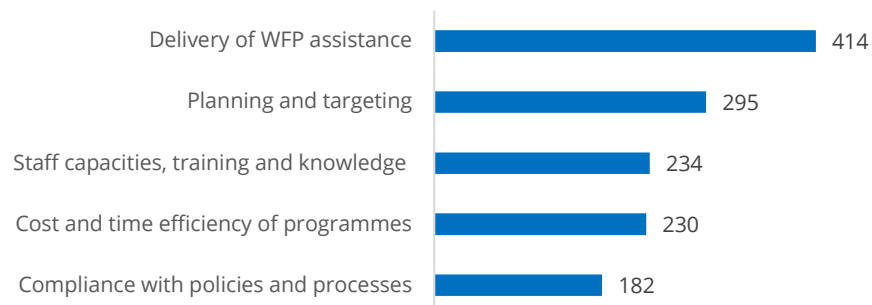 Delivery of WFP assistance 414
Planning and targeting 295
Staff capacities, training and knowledge 234
Cost and time efficiency of programmes 230
Compliance with policies and processes 182